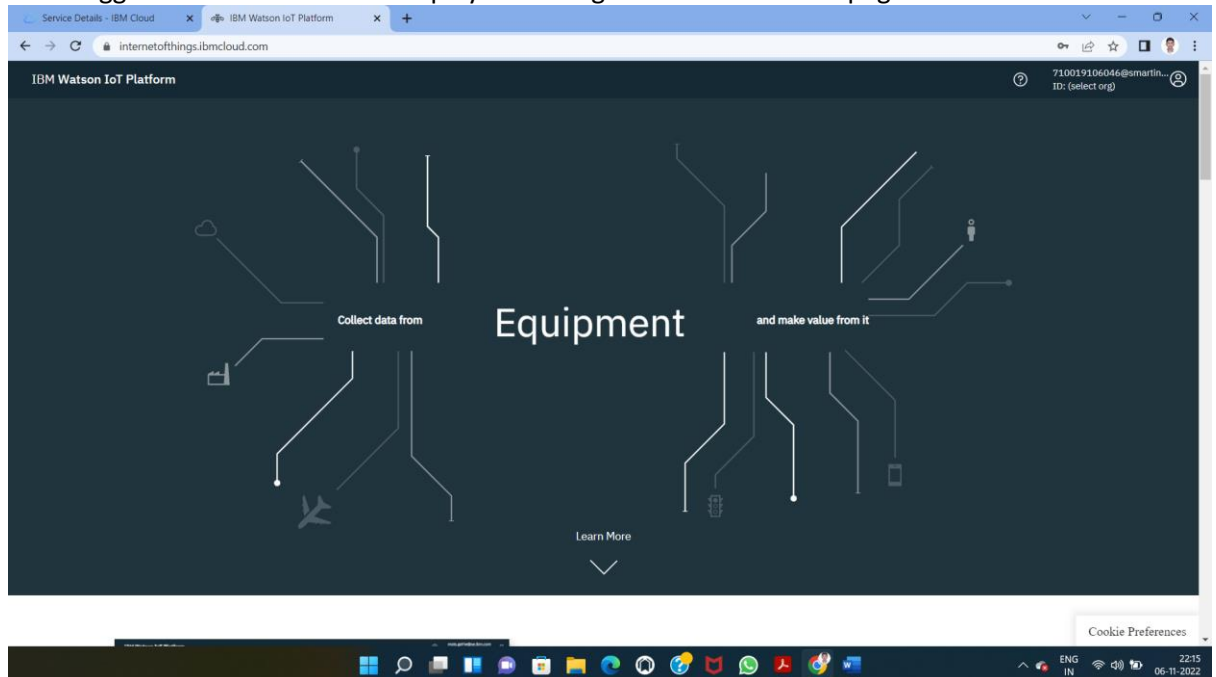 Service Details - IBM Cloud
IBM Watson IoT Platform
internetofthings.ibmcloud.com
IBM Watson IoT Platform
710019106046@smartin...
ID: (select org)
Collect data from
Equipment
and make value from it
Learn More
Cookie Preferences
ENG
IN
22:15
06-11-2022